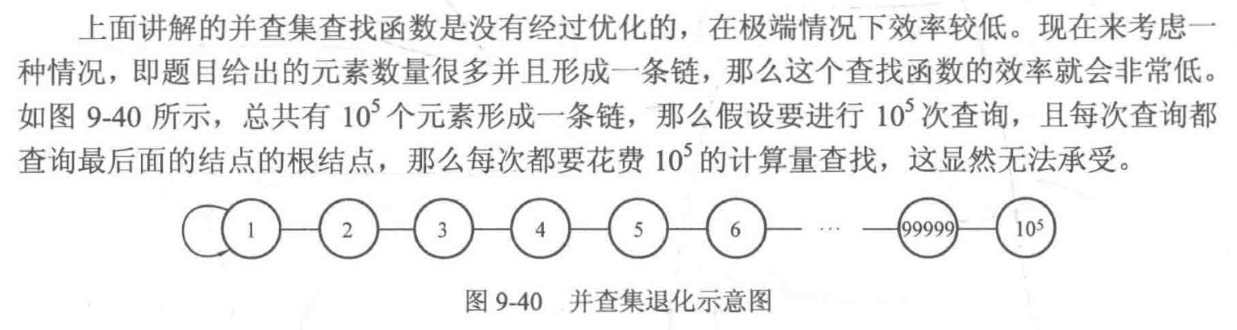 上面讲解的并查集查找函数是没有经过优化的，在极端情况下效率较低。现在来考虑一
种情况，即题目给出的元素数量很多并且形成一条链，那么这个查找函数的效率就会非常低。
如图 9-40 所示，总共有 10⁵ 个元素形成一条链，那么假设要进行 10⁵ 次查询，且每次查询都
查询最后面的结点的根结点，那么每次都要花费 10⁵ 的计算量查找，这显然无法承受。
1 2 3 4 5 6 … 99999 10⁵
图 9-40 并查集退化示意图